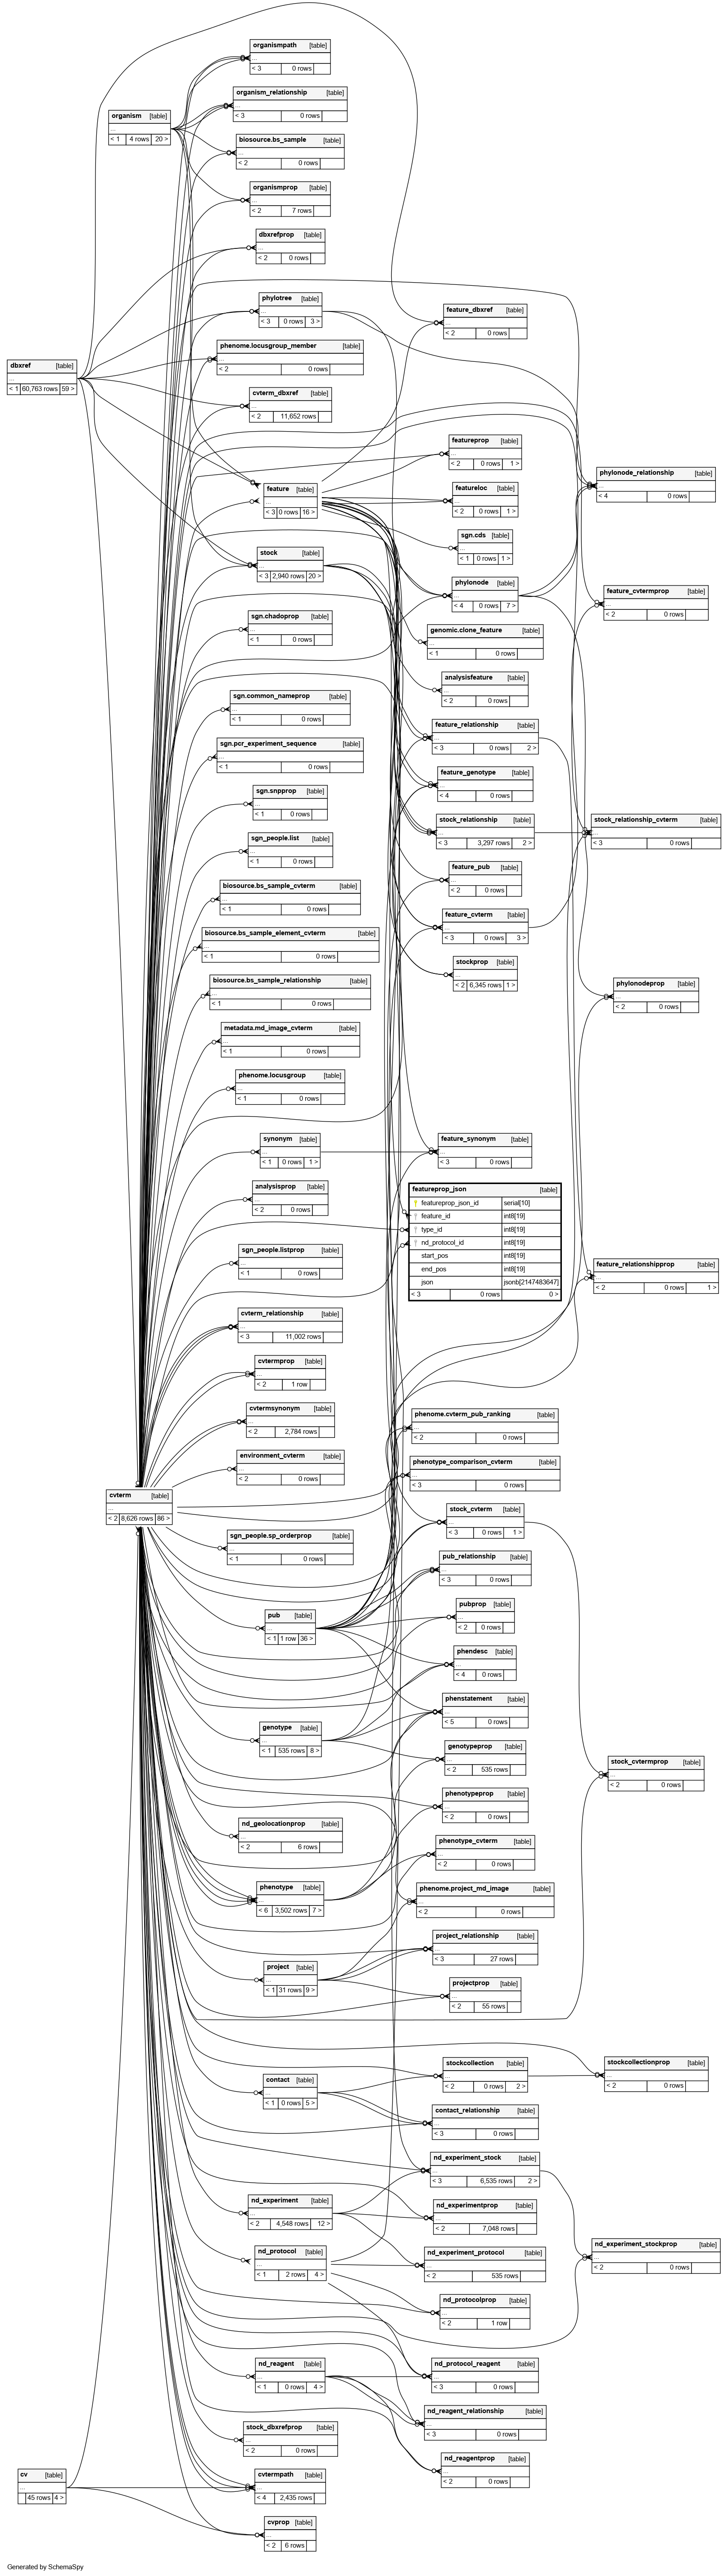 organismpath [table]
...
< 3 0 rows
organism_relationship [table]
...
< 3 0 rows
organism [table]
...
< 1 4 rows 20 >
biosource.bs_sample [table]
...
< 2 0 rows
organismprop [table]
...
< 2 7 rows
dbxrefprop [table]
...
< 2 0 rows
phylotree [table]
...
< 3 0 rows 3 >
feature_dbxref [table]
...
< 2 0 rows
phenome.locusgroup_member [table]
...
< 2 0 rows
dbxref [table]
...
< 1 60,763 rows 59 >
cvterm_dbxref [table]
...
< 2 11,652 rows
featureprop [table]
...
< 2 0 rows 1 >
phylonode_relationship [table]
...
< 4 0 rows
feature [table]
...
< 3 0 rows 16 >
featureloc [table]
...
< 2 0 rows 1 >
sgn.cds [table]
...
< 1 0 rows 1 >
stock [table]
...
< 3 2,940 rows 20 >
phylonode [table]
...
< 4 0 rows 7 >
feature_cvtermprop [table]
...
< 2 0 rows
sgn.chadoprop [table]
...
< 1 0 rows
genomic.clone_feature [table]
...
< 1 0 rows
analysisfeature [table]
...
< 2 0 rows
sgn.common_nameprop [table]
...
< 1 0 rows
feature_relationship [table]
...
< 3 0 rows 2 >
sgn.pcr_experiment_sequence [table]
...
< 1 0 rows
feature_genotype [table]
...
< 4 0 rows
sgn.snpprop [table]
...
< 1 0 rows
stock_relationship [table]
...
< 3 3,297 rows 2 >
stock_relationship_cvterm [table]
...
< 3 0 rows
sgn_people.list [table]
...
< 1 0 rows
feature_pub [table]
...
< 2 0 rows
biosource.bs_sample_cvterm [table]
...
< 1 0 rows
feature_cvterm [table]
...
< 3 0 rows 3 >
biosource.bs_sample_element_cvterm [table]
...
< 1 0 rows
stockprop [table]
...
< 2 6,345 rows 1 >
biosource.bs_sample_relationship [table]
...
< 1 0 rows
phylonodeprop [table]
...
< 2 0 rows
metadata.md_image_cvterm [table]
...
< 1 0 rows
phenome.locusgroup [table]
...
< 1 0 rows
synonym [table]
...
< 1 0 rows 1 >
feature_synonym [table]
...
< 3 0 rows
analysisprop [table]
...
< 2 0 rows
featureprop_json [table]
featureprop_json_id serial[10]
feature_id int8[19]
type_id int8[19]
nd_protocol_id int8[19]
start_pos int8[19]
end_pos int8[19]
json jsonb[2147483647]
< 3 0 rows 0 >
sgn_people.listprop [table]
...
< 1 0 rows
feature_relationshipprop [table]
...
< 2 0 rows 1 >
cvterm_relationship [table]
...
< 3 11,002 rows
cvtermprop [table]
...
< 2 1 row
cvtermsynonym [table]
...
< 2 2,784 rows
phenome.cvterm_pub_ranking [table]
...
< 2 0 rows
environment_cvterm [table]
...
< 2 0 rows
phenotype_comparison_cvterm [table]
...
< 3 0 rows
cvterm [table]
...
< 2 8,626 rows 86 >
stock_cvterm [table]
...
< 3 0 rows 1 >
sgn_people.sp_orderprop [table]
...
< 1 0 rows
pub_relationship [table]
...
< 3 0 rows
pub [table]
...
< 1 1 row 36 >
pubprop [table]
...
< 2 0 rows
phendesc [table]
...
< 4 0 rows
phenstatement [table]
...
< 5 0 rows
genotype [table]
...
< 1 535 rows 8 >
genotypeprop [table]
...
< 2 535 rows
stock_cvtermprop [table]
...
< 2 0 rows
phenotypeprop [table]
...
< 2 0 rows
nd_geolocationprop [table]
...
< 2 6 rows
phenotype_cvterm [table]
...
< 2 0 rows
phenotype [table]
...
< 6 3,502 rows 7 >
phenome.project_md_image [table]
...
< 2 0 rows
project_relationship [table]
...
< 3 27 rows
project [table]
...
< 1 31 rows 9 >
projectprop [table]
...
< 2 55 rows
stockcollection [table]
...
< 2 0 rows 2 >
stockcollectionprop [table]
...
< 2 0 rows
contact [table]
...
< 1 0 rows 5 >
contact_relationship [table]
...
< 3 0 rows
nd_experiment_stock [table]
...
< 3 6,535 rows 2 >
nd_experiment [table]
...
< 2 4,548 rows 12 >
nd_experimentprop [table]
...
< 2 7,048 rows
nd_experiment_stockprop [table]
...
< 2 0 rows
nd_protocol [table]
...
< 1 2 rows 4 >
nd_experiment_protocol [table]
...
< 2 535 rows
nd_protocolprop [table]
...
< 2 1 row
nd_reagent [table]
...
< 1 0 rows 4 >
nd_protocol_reagent [table]
...
< 3 0 rows
nd_reagent_relationship [table]
...
< 3 0 rows
stock_dbxrefprop [table]
...
< 2 0 rows
nd_reagentprop [table]
...
< 2 0 rows
cv [table]
...
45 rows 4 >
cvtermpath [table]
...
< 4 2,435 rows
cvprop [table]
...
< 2 6 rows
Generated by SchemaSpy